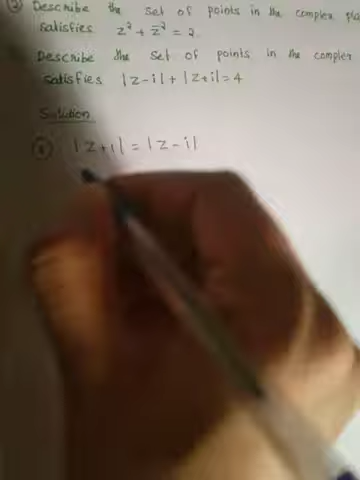 ② Describe the set of points in the complex
satisfies z² + z̄² = 2
Describe the set of points in the complex
satisfies |z-i| + |z+i| = 4
Solution
① |z+i| = |z-i|